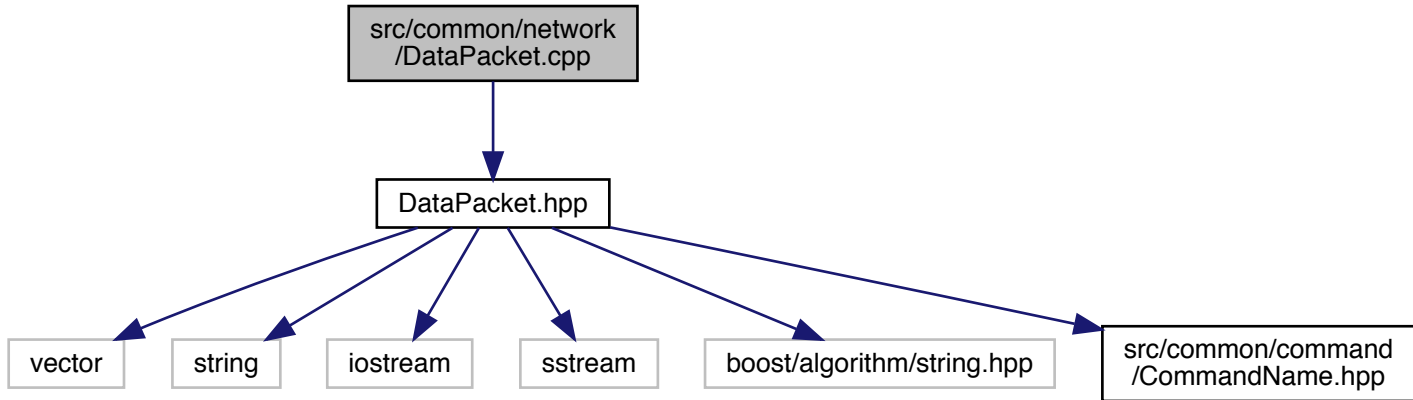 src/common/network
/DataPacket.cpp
DataPacket.hpp
vector
string
iostream
sstream
boost/algorithm/string.hpp
src/common/command
/CommandName.hpp